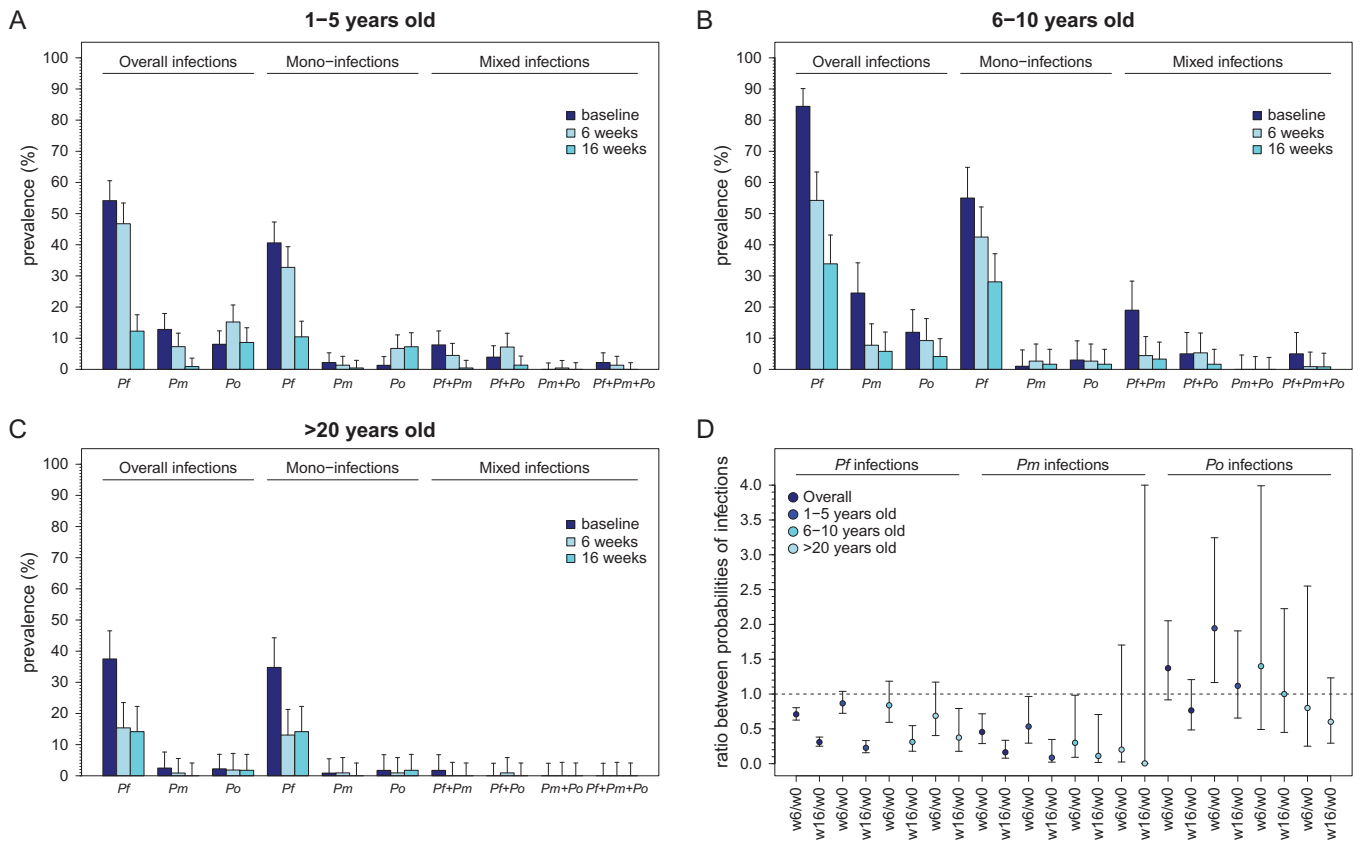 A
1−5 years old
Overall infections
Mono−infections
Mixed infections
baseline
6 weeks
16 weeks
prevalence (%)
100
90
80
70
60
50
40
30
20
10
0
Pf
Pm
Po
Pf
Pm
Po
Pf+Pm
Pf+Po
Pm+Po
Pf+Pm+Po
B
6−10 years old
Overall infections
Mono−infections
Mixed infections
baseline
6 weeks
16 weeks
prevalence (%)
100
90
80
70
60
50
40
30
20
10
0
Pf
Pm
Po
Pf
Pm
Po
Pf+Pm
Pf+Po
Pm+Po
Pf+Pm+Po
C
>20 years old
Overall infections
Mono−infections
Mixed infections
baseline
6 weeks
16 weeks
prevalence (%)
100
90
80
70
60
50
40
30
20
10
0
Pf
Pm
Po
Pf
Pm
Po
Pf+Pm
Pf+Po
Pm+Po
Pf+Pm+Po
D
Pf infections
Pm infections
Po infections
Overall
1−5 years old
6−10 years old
>20 years old
ratio between probabilities of infections
4.0
3.5
3.0
2.5
2.0
1.5
1.0
0.5
0.0
w6/w0
w16/w0
w6/w0
w16/w0
w6/w0
w16/w0
w6/w0
w16/w0
w6/w0
w16/w0
w6/w0
w16/w0
w6/w0
w16/w0
w6/w0
w16/w0
w6/w0
w16/w0
w6/w0
w16/w0
w6/w0
w16/w0
w6/w0
w16/w0